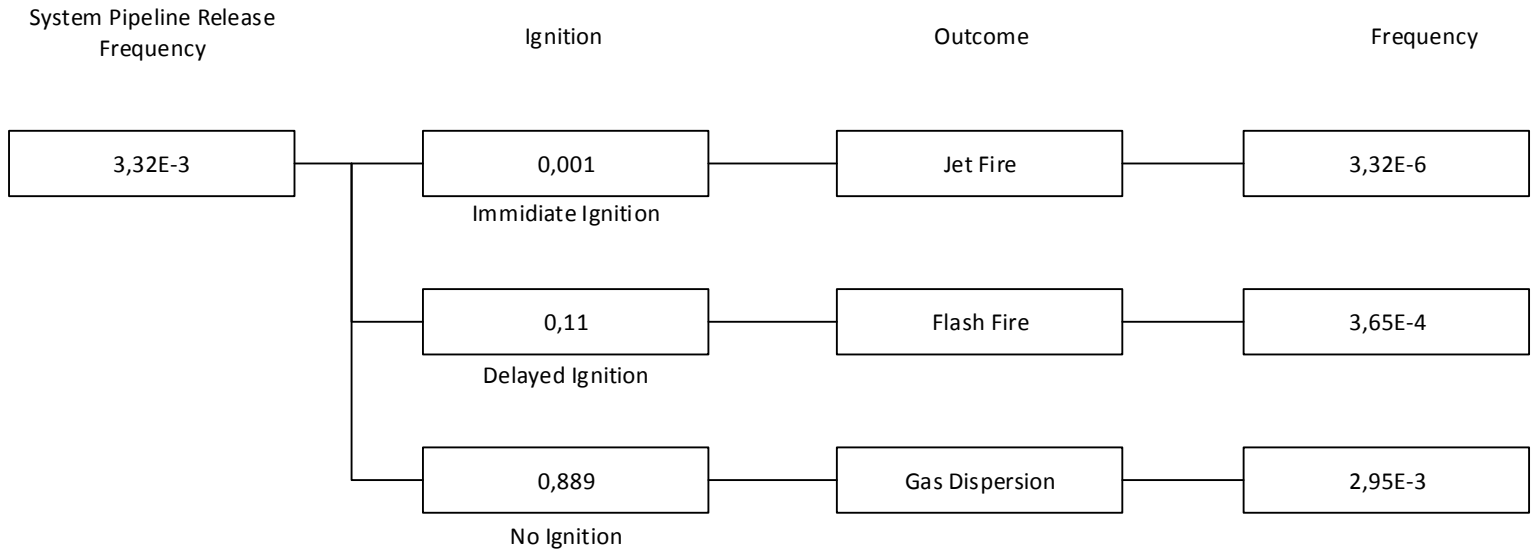 System Pipeline Release
Frequency
Ignition
Outcome
Frequency
3,32E-3
0,001
Jet Fire
3,32E-6
Immidiate Ignition
0,11
Flash Fire
3,65E-4
Delayed Ignition
0,889
Gas Dispersion
2,95E-3
No Ignition